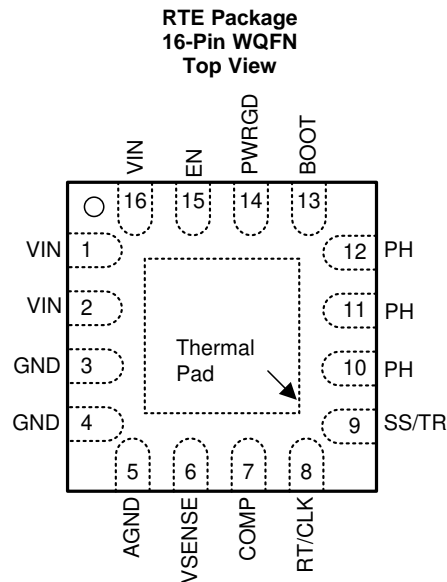 RTE Package
16-Pin WQFN
Top View
VIN
EN
PWRGD
BOOT
16
15
14
13
VIN
1
12
PH
VIN
2
11
PH
GND
3
Thermal
Pad
10
PH
GND
4
9
SS/TR
5
6
7
8
AGND
VSENSE
COMP
RT/CLK